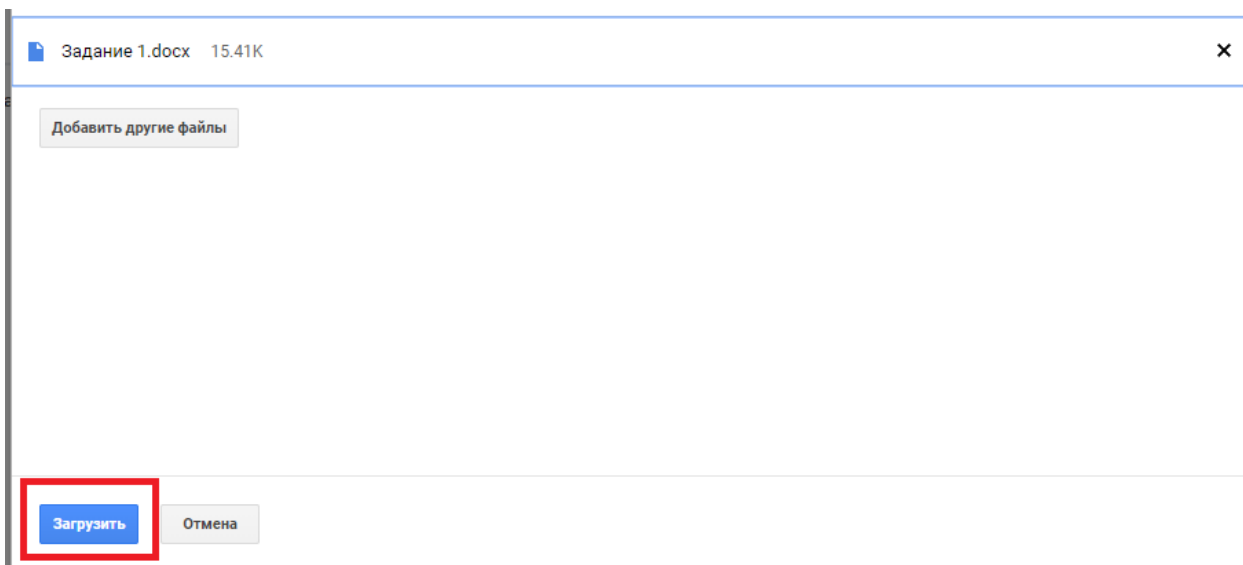 Задание 1.docx 15.41K
Добавить другие файлы
Загрузить Отмена